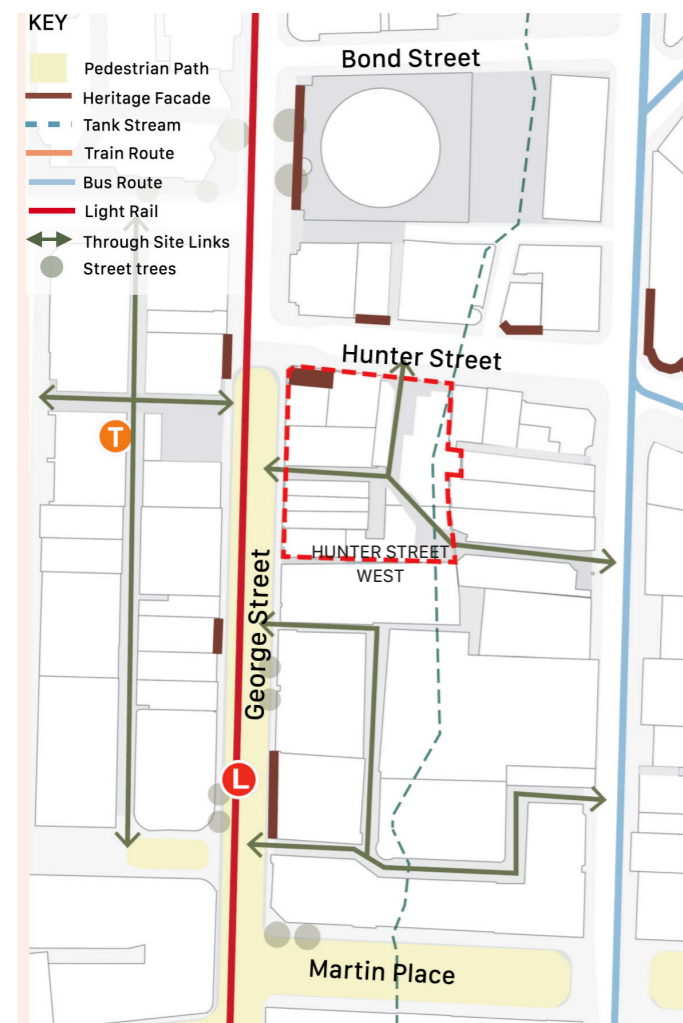 KEY
Pedestrian Path
Heritage Facade
Tank Stream
Train Route
Bus Route
Light Rail
Through Site Links
Street trees
Bond Street
Hunter Street
T
HUNTER STREET
WEST
George Street
L
Martin Place